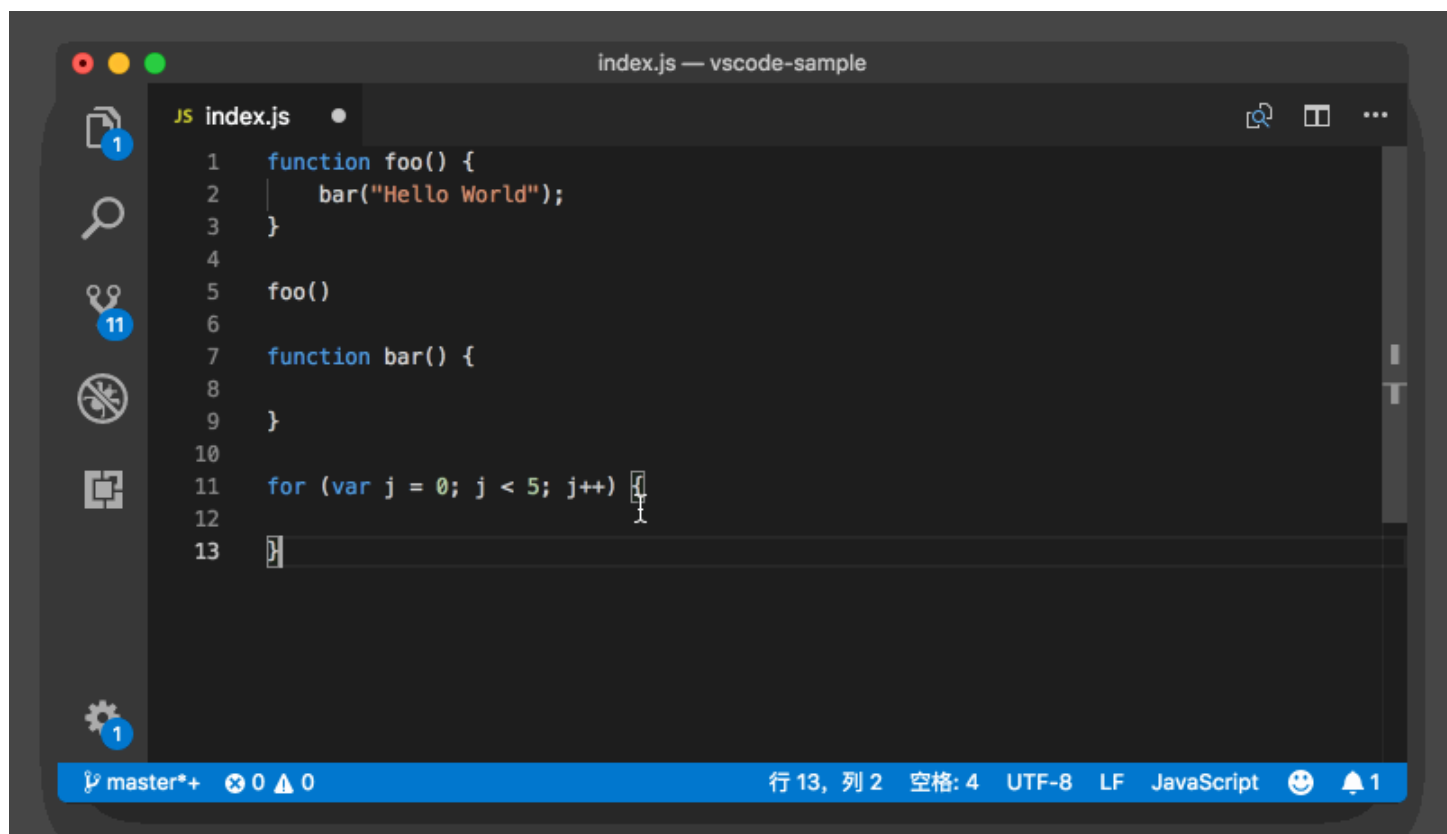 index.js — vscode-sample
JS index.js
1 function foo() {
2     bar("Hello World");
3 }
4
5 foo()
6
7 function bar() {
8
9 }
10
11 for (var j = 0; j < 5; j++) {
12
13 }
1
11
1
master*+ 0 0 行 13，列 2 空格: 4 UTF-8 LF JavaScript 1